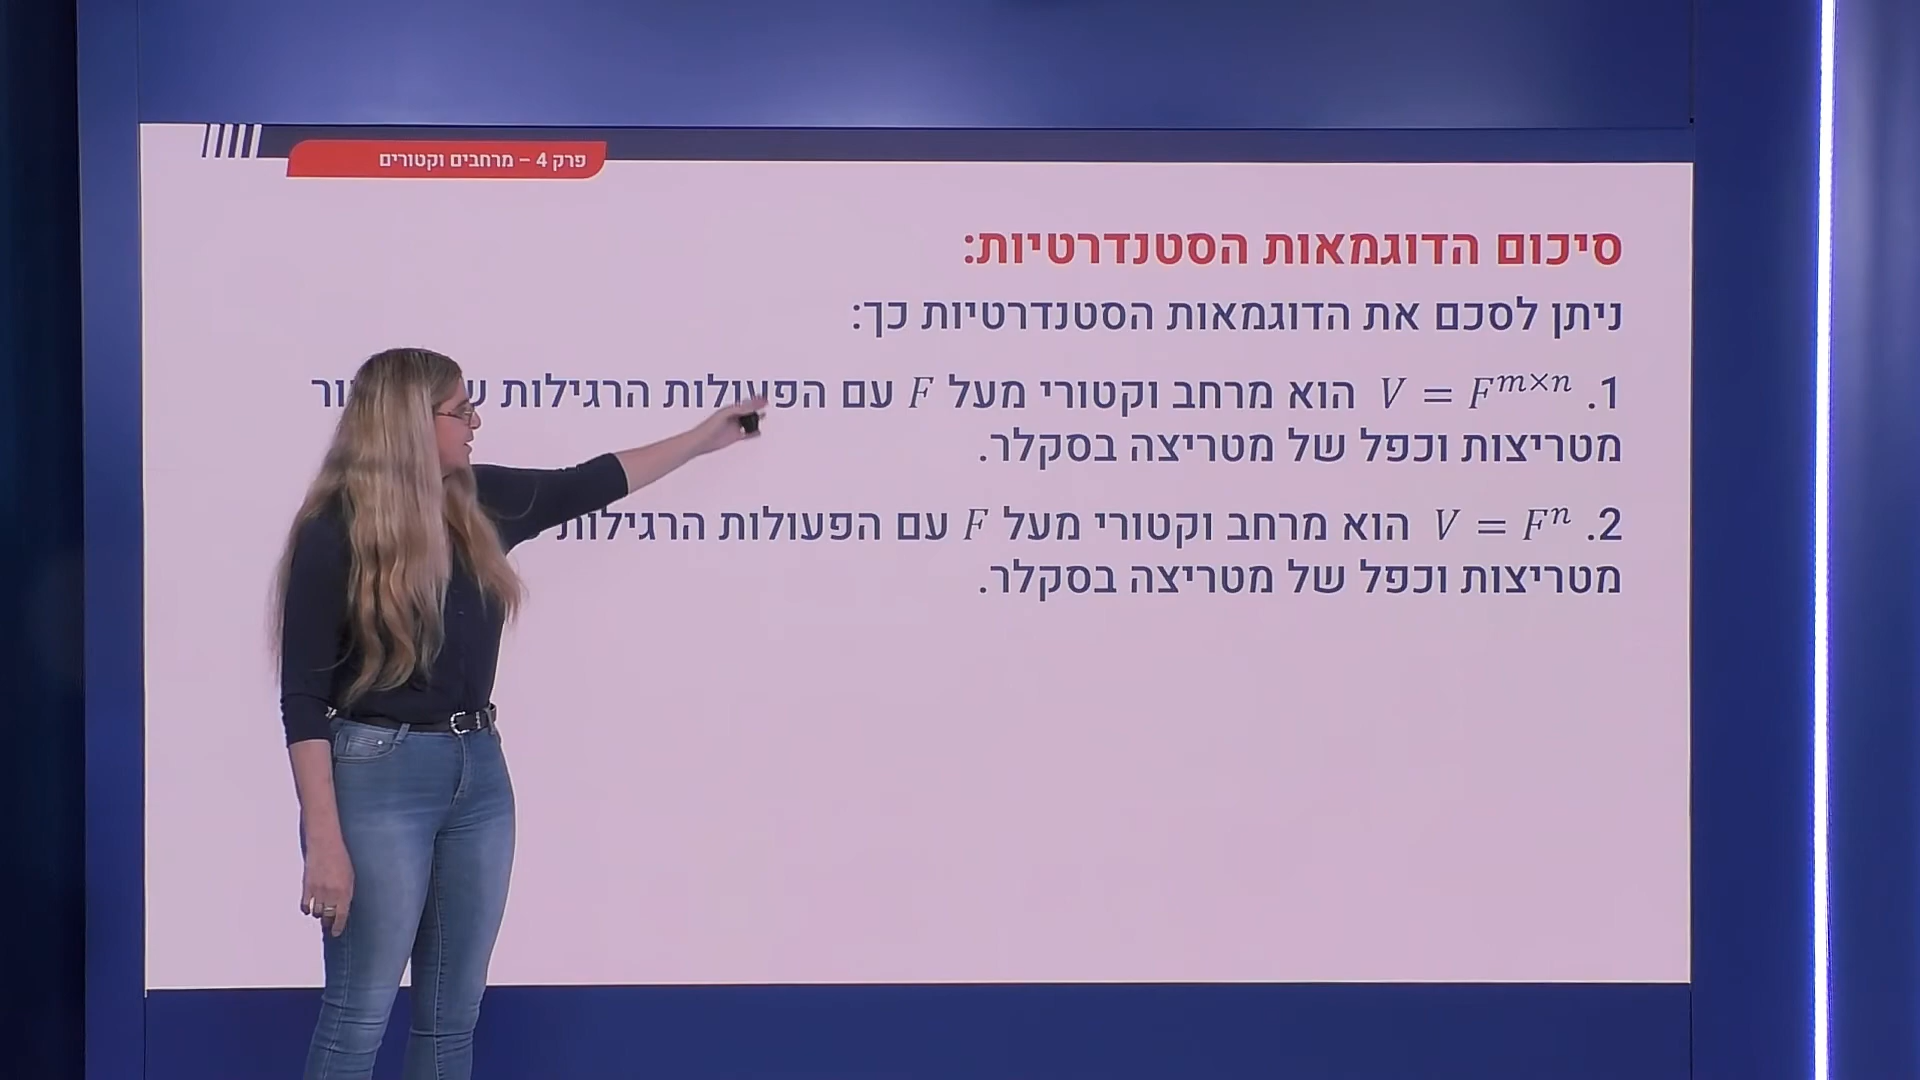 פרק 4 – מרחבים וקטורים
סיכום הדוגמאות הסטנדרטיות:
ניתן לסכם את הדוגמאות הסטנדרטיות כך:
1. V = F^{m×n} הוא מרחב וקטורי מעל F עם הפעולות הרגילות
מטריצות וכפל של מטריצה בסקלר.
2. V = F^n הוא מרחב וקטורי מעל F עם הפעולות הרגילות
מטריצות וכפל של מטריצה בסקלר.